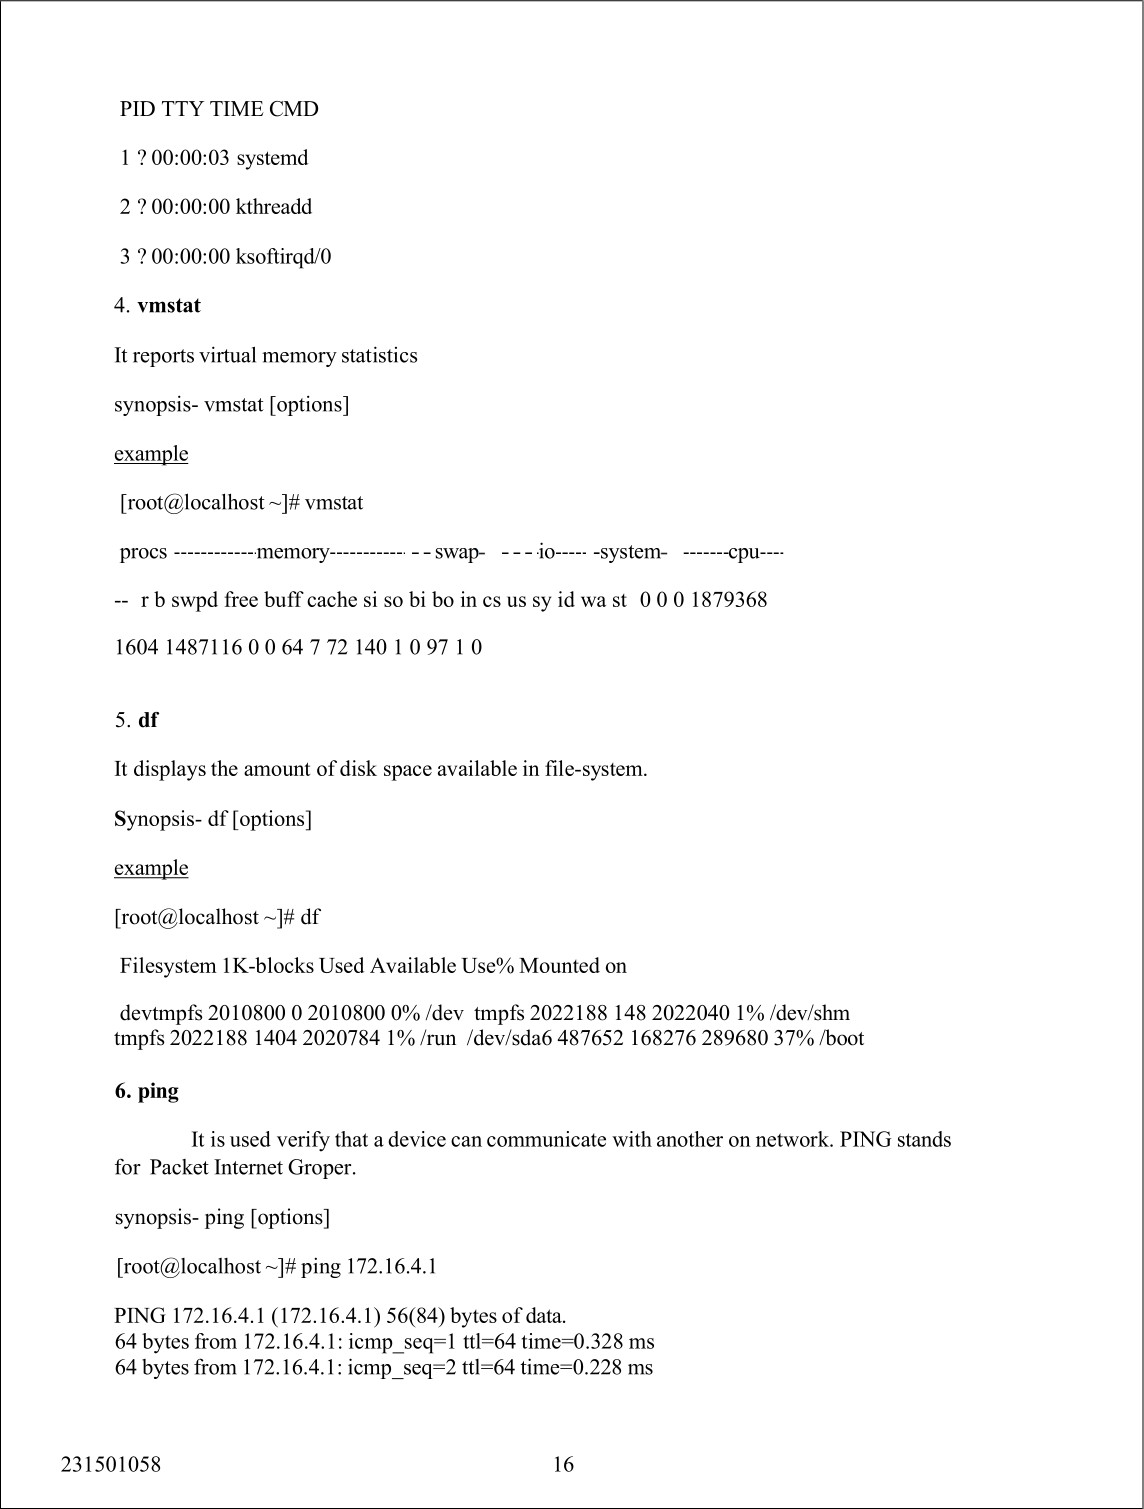 PID TTY TIME CMD
1 ? 00:00:03 systemd
2 ? 00:00:00 kthreadd
3 ? 00:00:00 ksoftirqd/0
4. vmstat
It reports virtual memory statistics
synopsis- vmstat [options]
example
[root@localhost ~]# vmstat
procs ------------memory----------- --swap- ----io----- -system- -------cpu----
-- r b swpd free buff cache si so bi bo in cs us sy id wa st 0 0 0 1879368
1604 1487116 0 0 64 7 72 140 1 0 97 1 0
5. df
It displays the amount of disk space available in file-system.
Synopsis- df [options]
example
[root@localhost ~]# df
Filesystem 1K-blocks Used Available Use% Mounted on
devtmpfs 2010800 0 2010800 0% /dev tmpfs 2022188 148 2022040 1% /dev/shm
tmpfs 2022188 1404 2020784 1% /run /dev/sda6 487652 168276 289680 37% /boot
6. ping
It is used verify that a device can communicate with another on network. PING stands
for Packet Internet Groper.
synopsis- ping [options]
[root@localhost ~]# ping 172.16.4.1
PING 172.16.4.1 (172.16.4.1) 56(84) bytes of data.
64 bytes from 172.16.4.1: icmp_seq=1 ttl=64 time=0.328 ms
64 bytes from 172.16.4.1: icmp_seq=2 ttl=64 time=0.228 ms
231501058 16